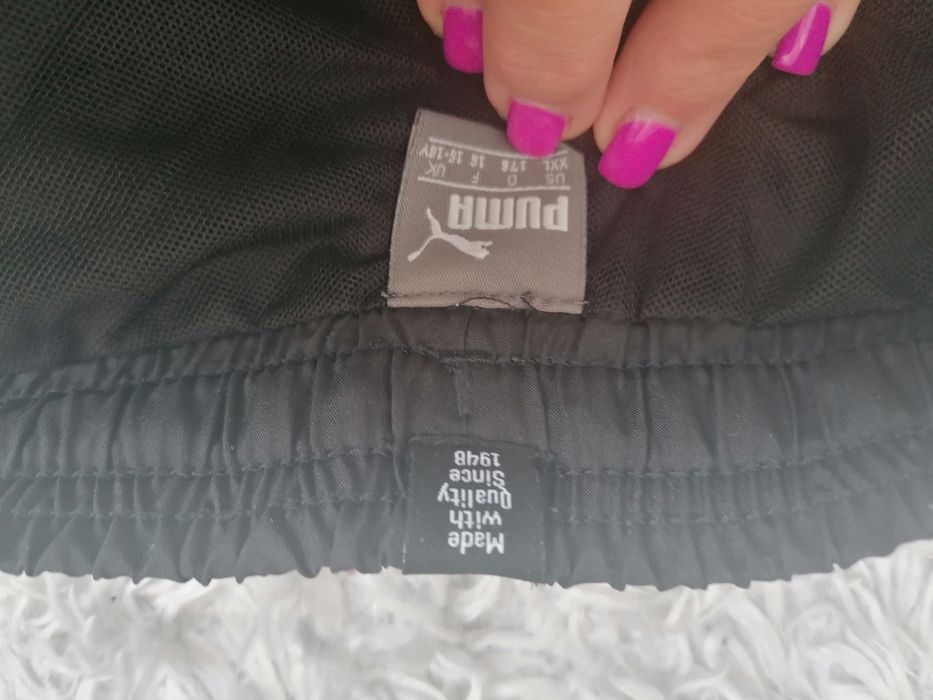 PUMA
US D F UK
XXL 176 16 15-16Y
Made
with
Quality
Since
1948